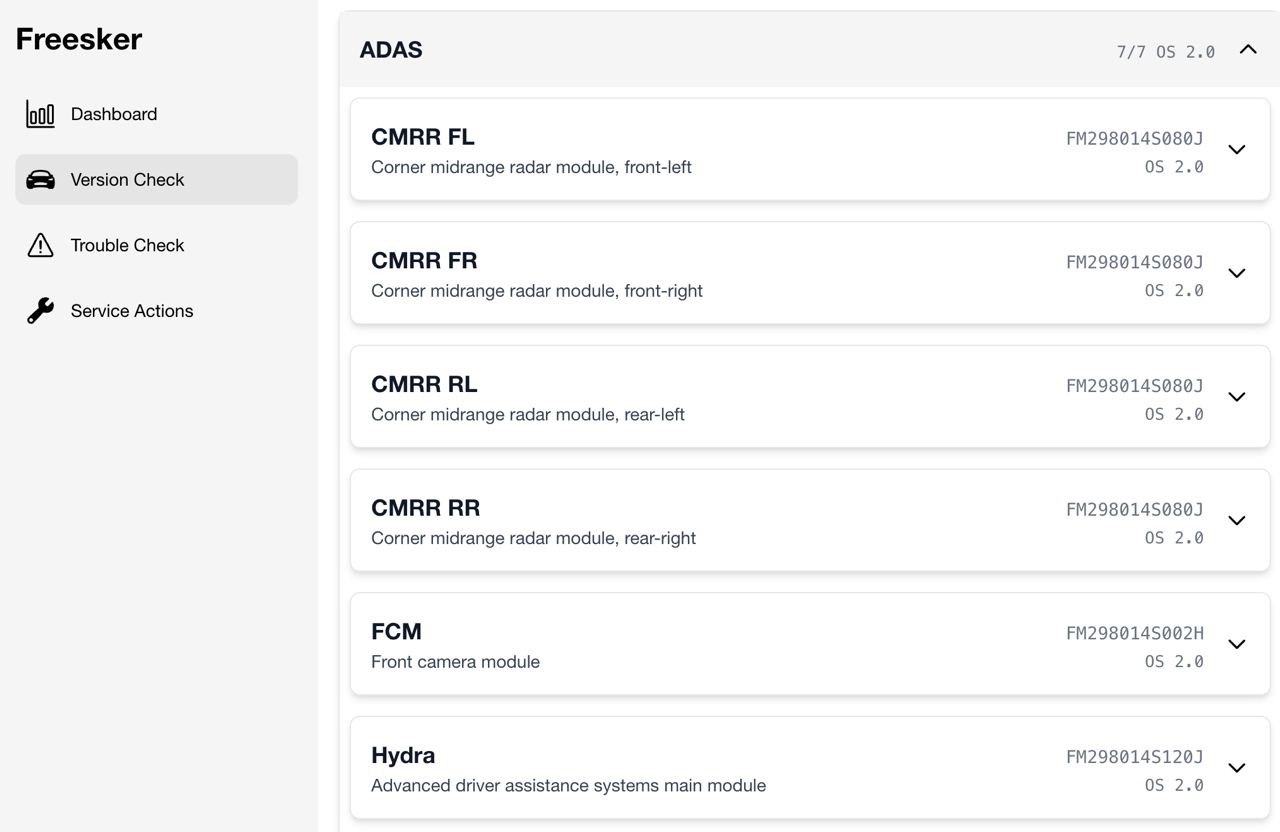 Freesker
Dashboard
Version Check
Trouble Check
Service Actions
ADAS
7/7 OS 2.0
CMRR FL
Corner midrange radar module, front-left
FM298014S080J
OS 2.0
CMRR FR
Corner midrange radar module, front-right
FM298014S080J
OS 2.0
CMRR RL
Corner midrange radar module, rear-left
FM298014S080J
OS 2.0
CMRR RR
Corner midrange radar module, rear-right
FM298014S080J
OS 2.0
FCM
Front camera module
FM298014S002H
OS 2.0
Hydra
Advanced driver assistance systems main module
FM298014S120J
OS 2.0